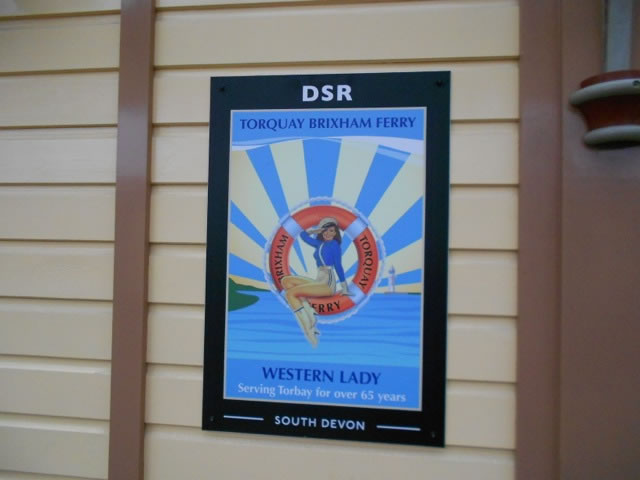 DSR
TORQUAY BRIXHAM FERRY
BRIXHAM
TORQUAY
FERRY
WESTERN LADY
Serving Torbay for over 65 years
SOUTH DEVON